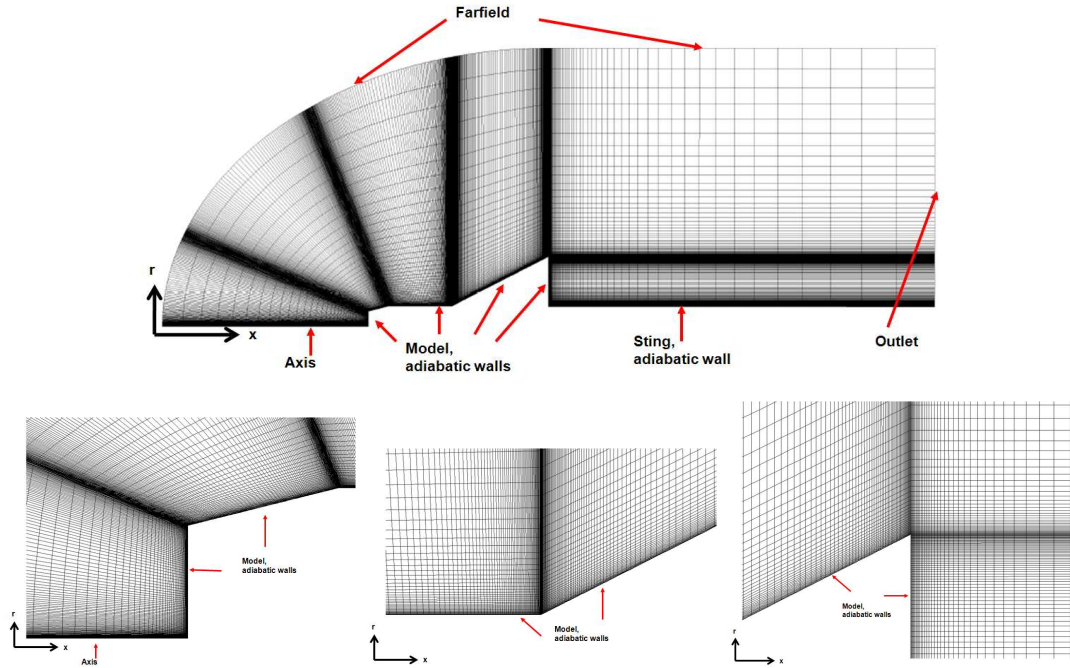 Farfield
r
x
Axis
Model,
adiabatic walls
Sting,
adiabatic wall
Outlet
Model,
adiabatic walls
r
x
Axis
Model,
adiabatic walls
r
x
Model,
adiabatic walls
r
x